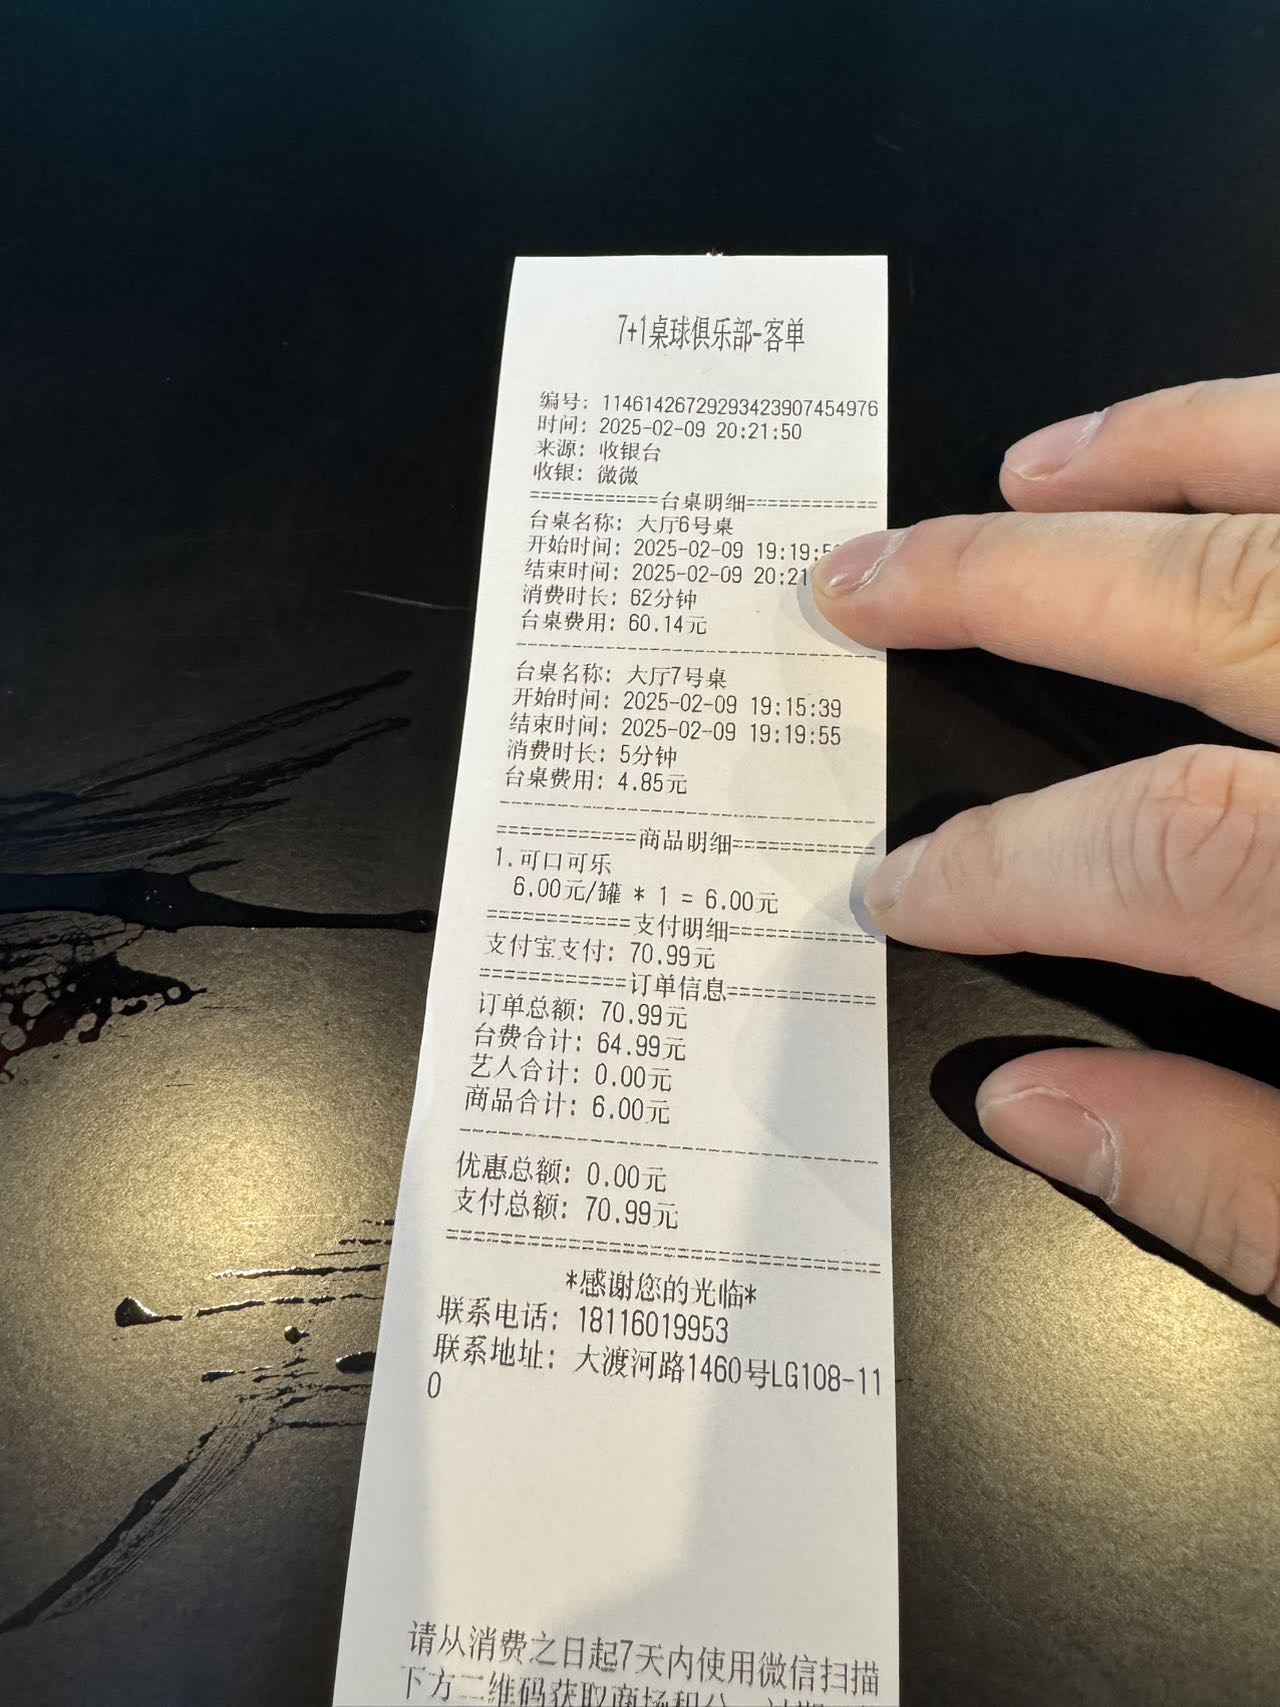 7+1桌球俱乐部-客单
编号: 11461426729293423907454976
时间: 2025-02-09 20:21:50
来源: 收银台
收银: 微微
============台桌明细============
台桌名称: 大厅6号桌
开始时间: 2025-02-09 19:19:5
结束时间: 2025-02-09 20:21
消费时长: 62分钟
台桌费用: 60.14元
--------------------------------
台桌名称: 大厅7号桌
开始时间: 2025-02-09 19:15:39
结束时间: 2025-02-09 19:19:55
消费时长: 5分钟
台桌费用: 4.85元
--------------------------------
============商品明细============
1.可口可乐
6.00元/罐 * 1 = 6.00元
============支付明细============
支付宝支付: 70.99元
============订单信息============
订单总额: 70.99元
台费合计: 64.99元
艺人合计: 0.00元
商品合计: 6.00元
--------------------------------
优惠总额: 0.00元
支付总额: 70.99元
================================
*感谢您的光临*
联系电话: 18116019953
联系地址: 大渡河路1460号LG108-11
0
请从消费之日起7天内使用微信扫描
下方二维码获取商场积分